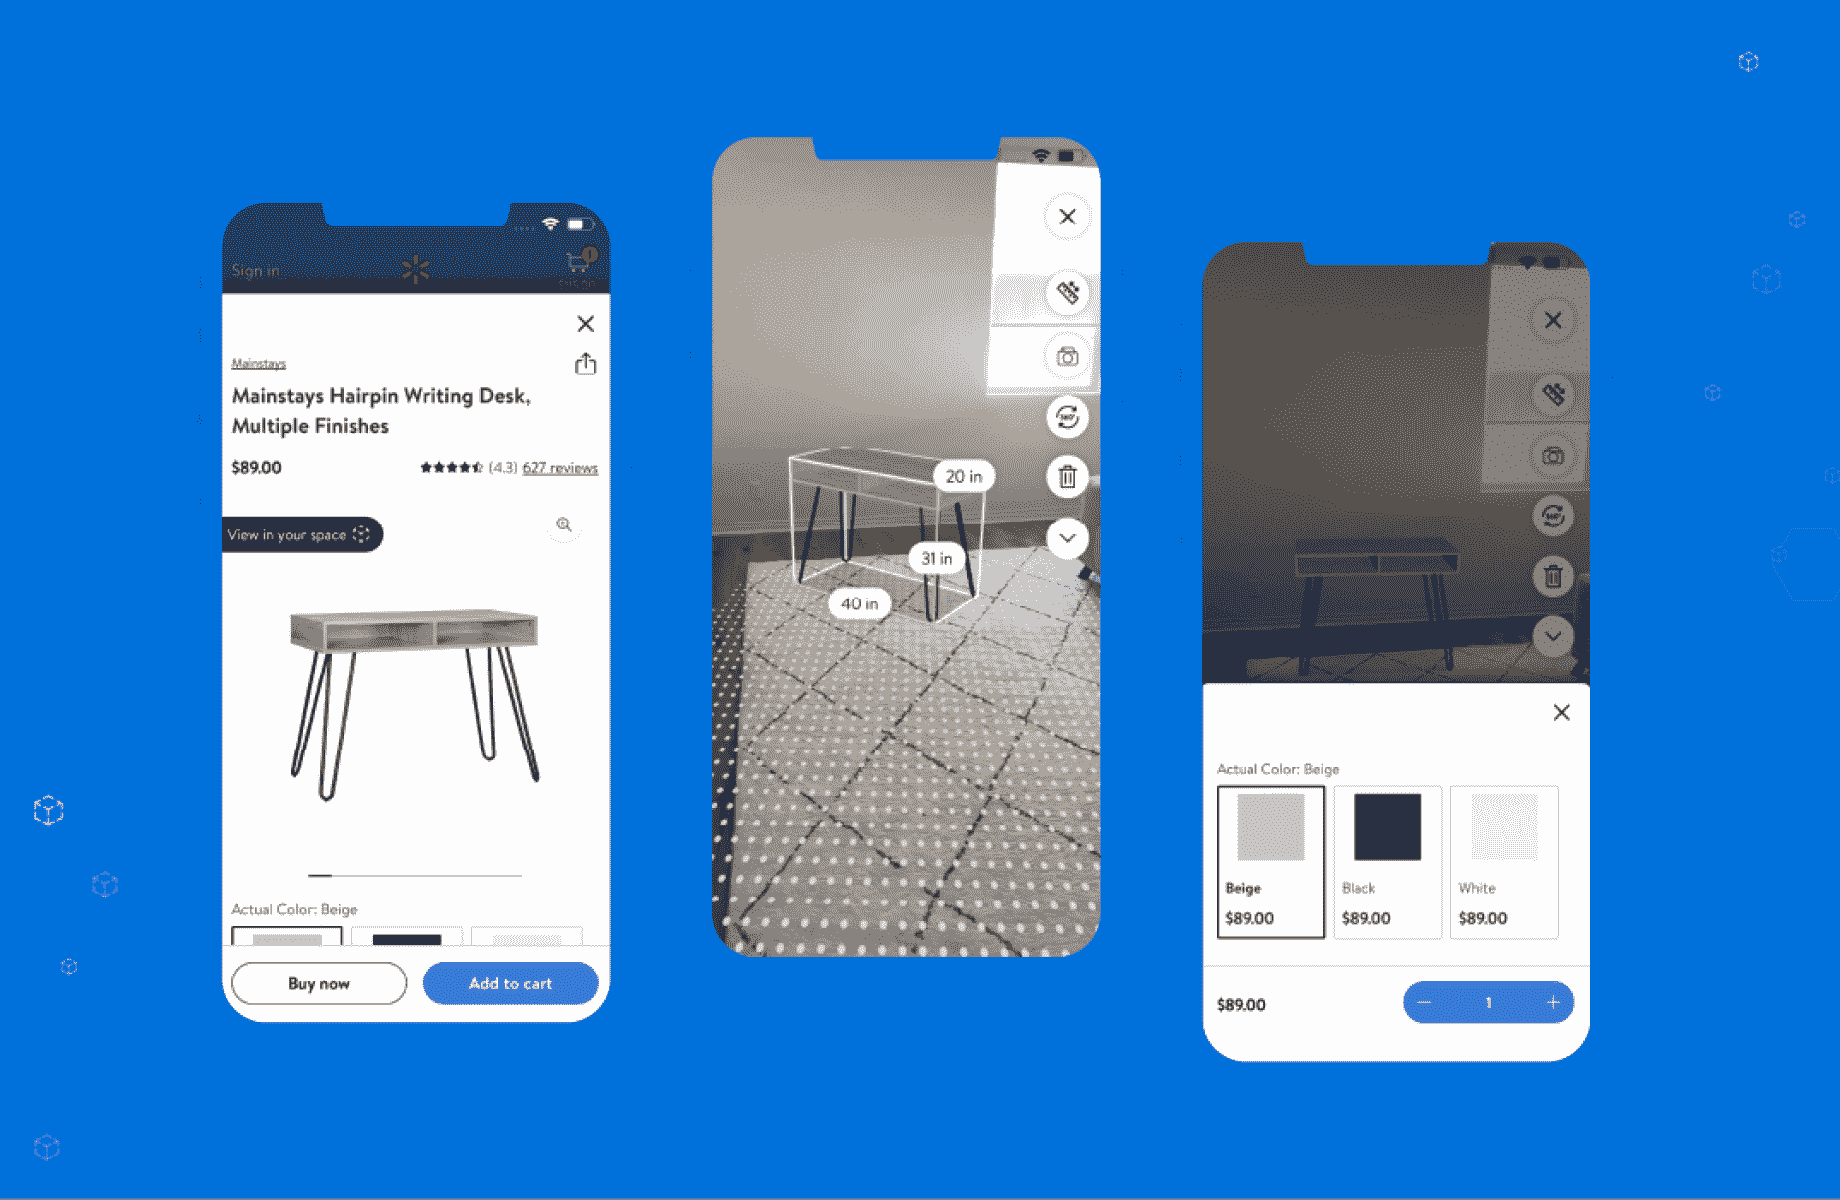 Sign in
Mainstays
Mainstays Hairpin Writing Desk,
Multiple Finishes
$89.00
(4.3) 627 reviews
View in your space
Actual Color: Beige
Buy now
Add to cart
20 in
31 in
40 in
Actual Color: Beige
Beige
Black
White
$89.00
$89.00
$89.00
$89.00
1